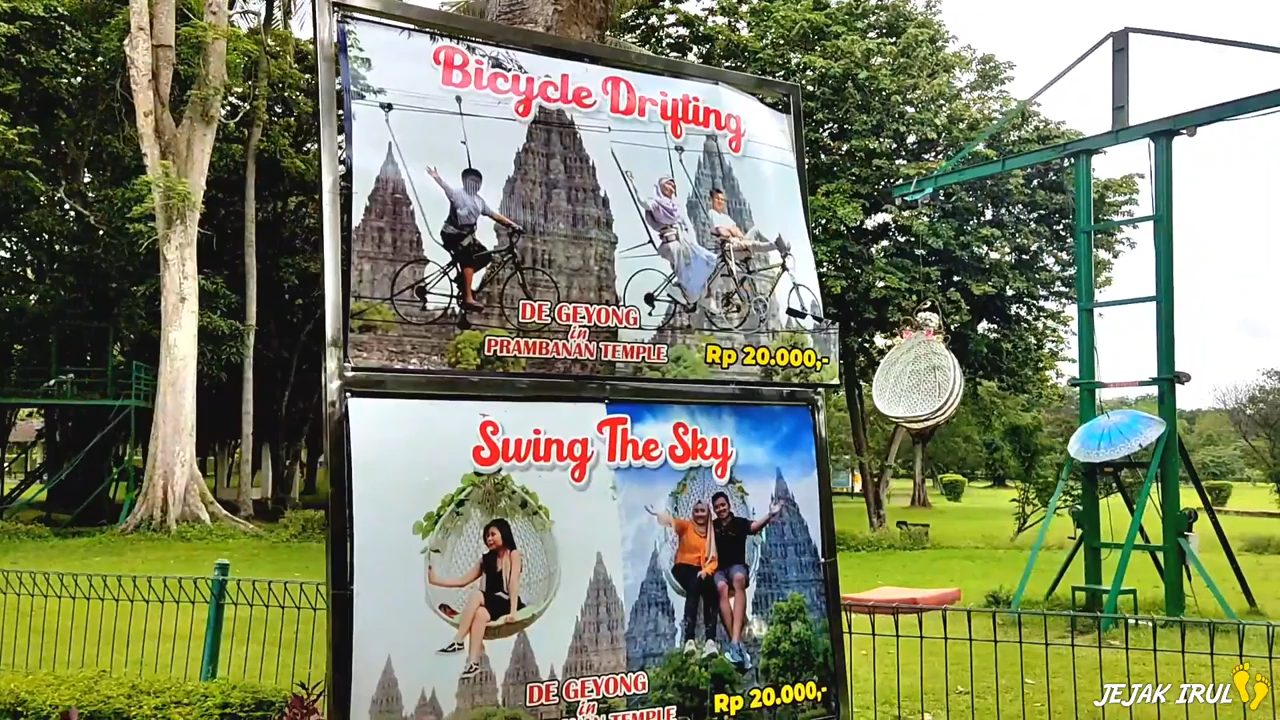 Bicycle Drifting
DE GEYONG
in
PRAMBANAN TEMPLE
Rp 20.000,-
Swing The Sky
DE GEYONG
in
TEMPLE
Rp 20.000,-
JEJAK IRUL